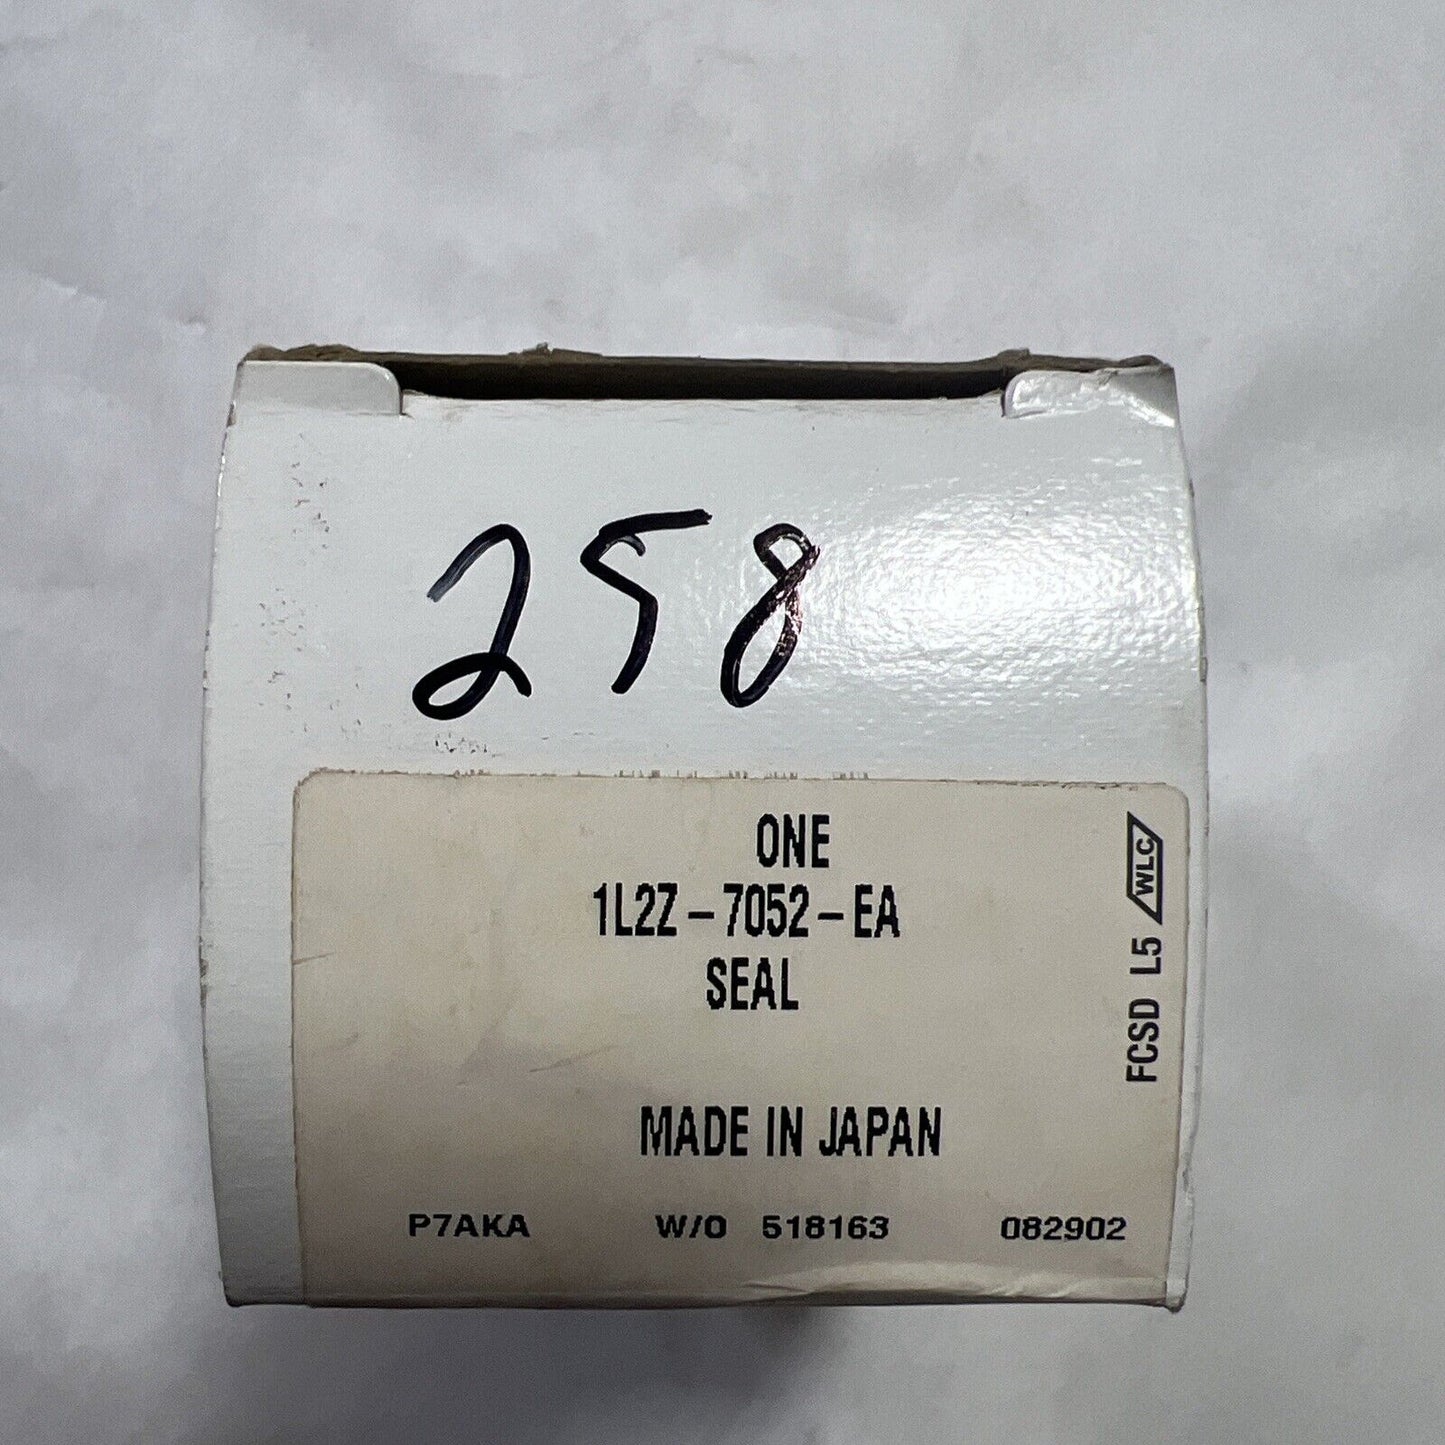 258
ONE
1L2Z-7052-EA
SEAL
MADE IN JAPAN
P7AKA W/O 518163 082902
FCSD L5 WLC